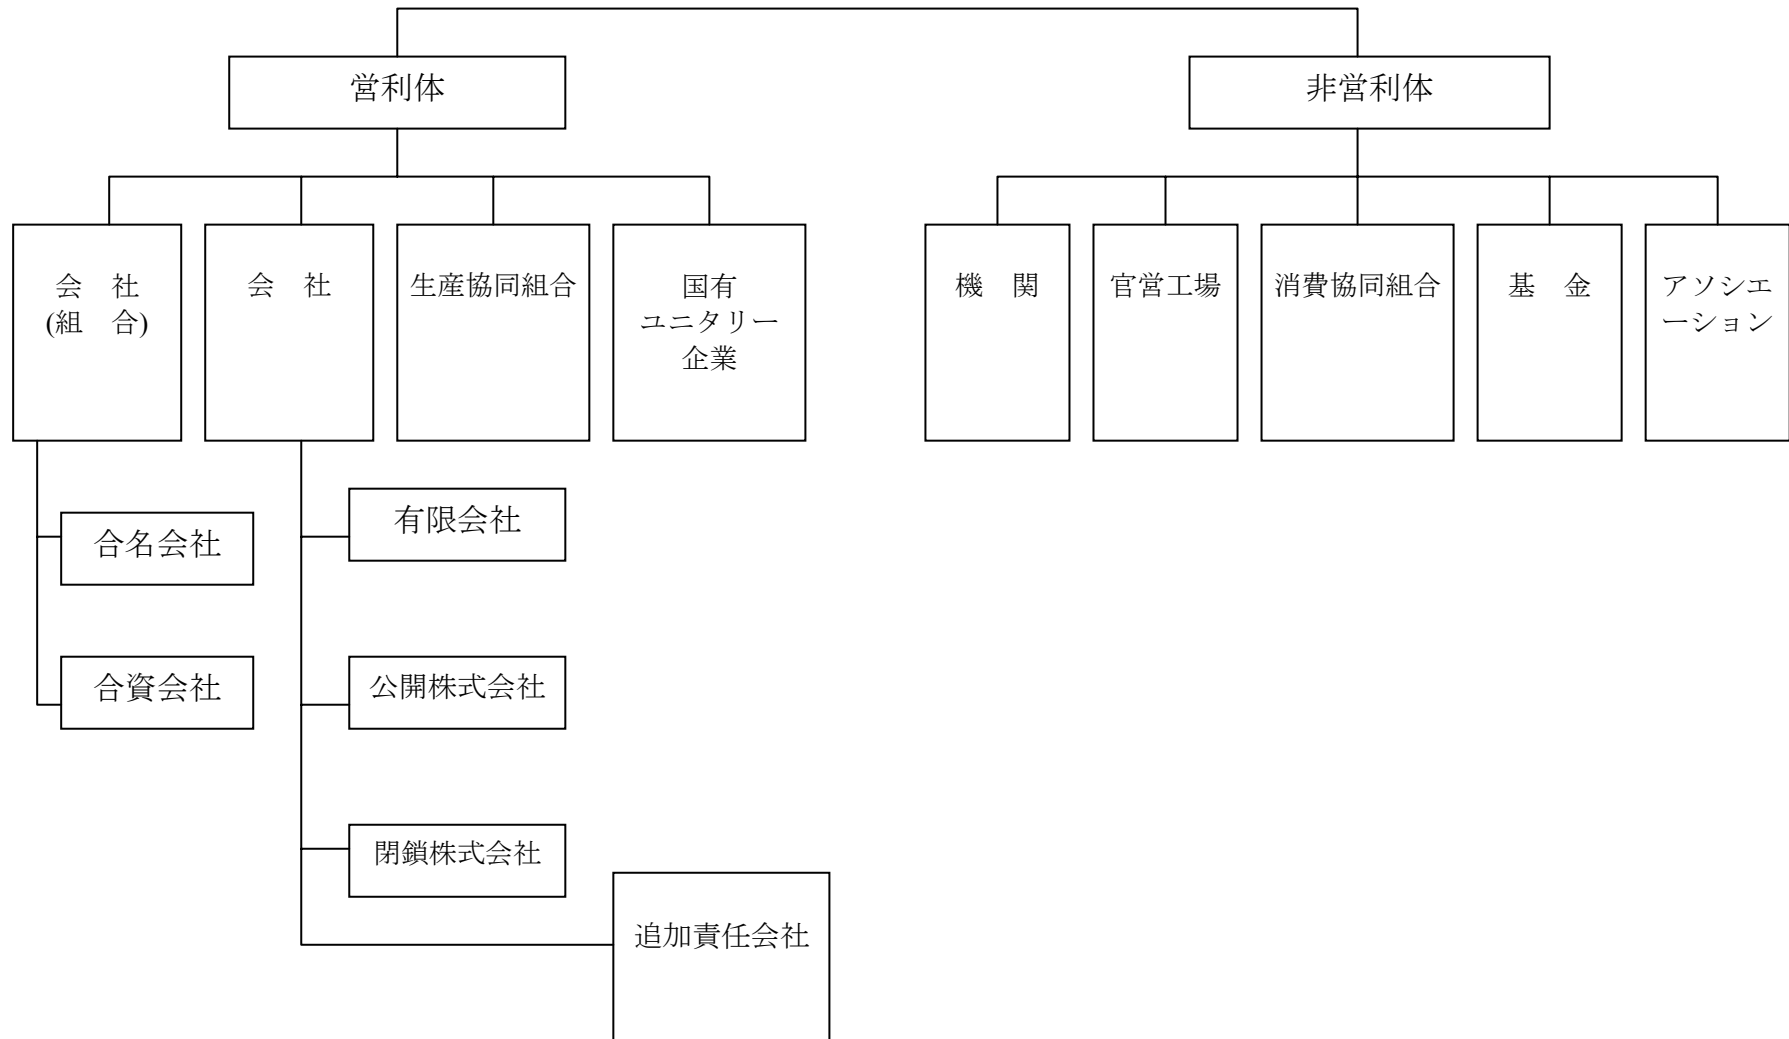 営利体
非営利体
会　社
(組　合)
会　社
生産協同組合
国有
ユニタリー
企業
機　関
官営工場
消費協同組合
基　金
アソシエ
ーション
合名会社
有限会社
合資会社
公開株式会社
閉鎖株式会社
追加責任会社